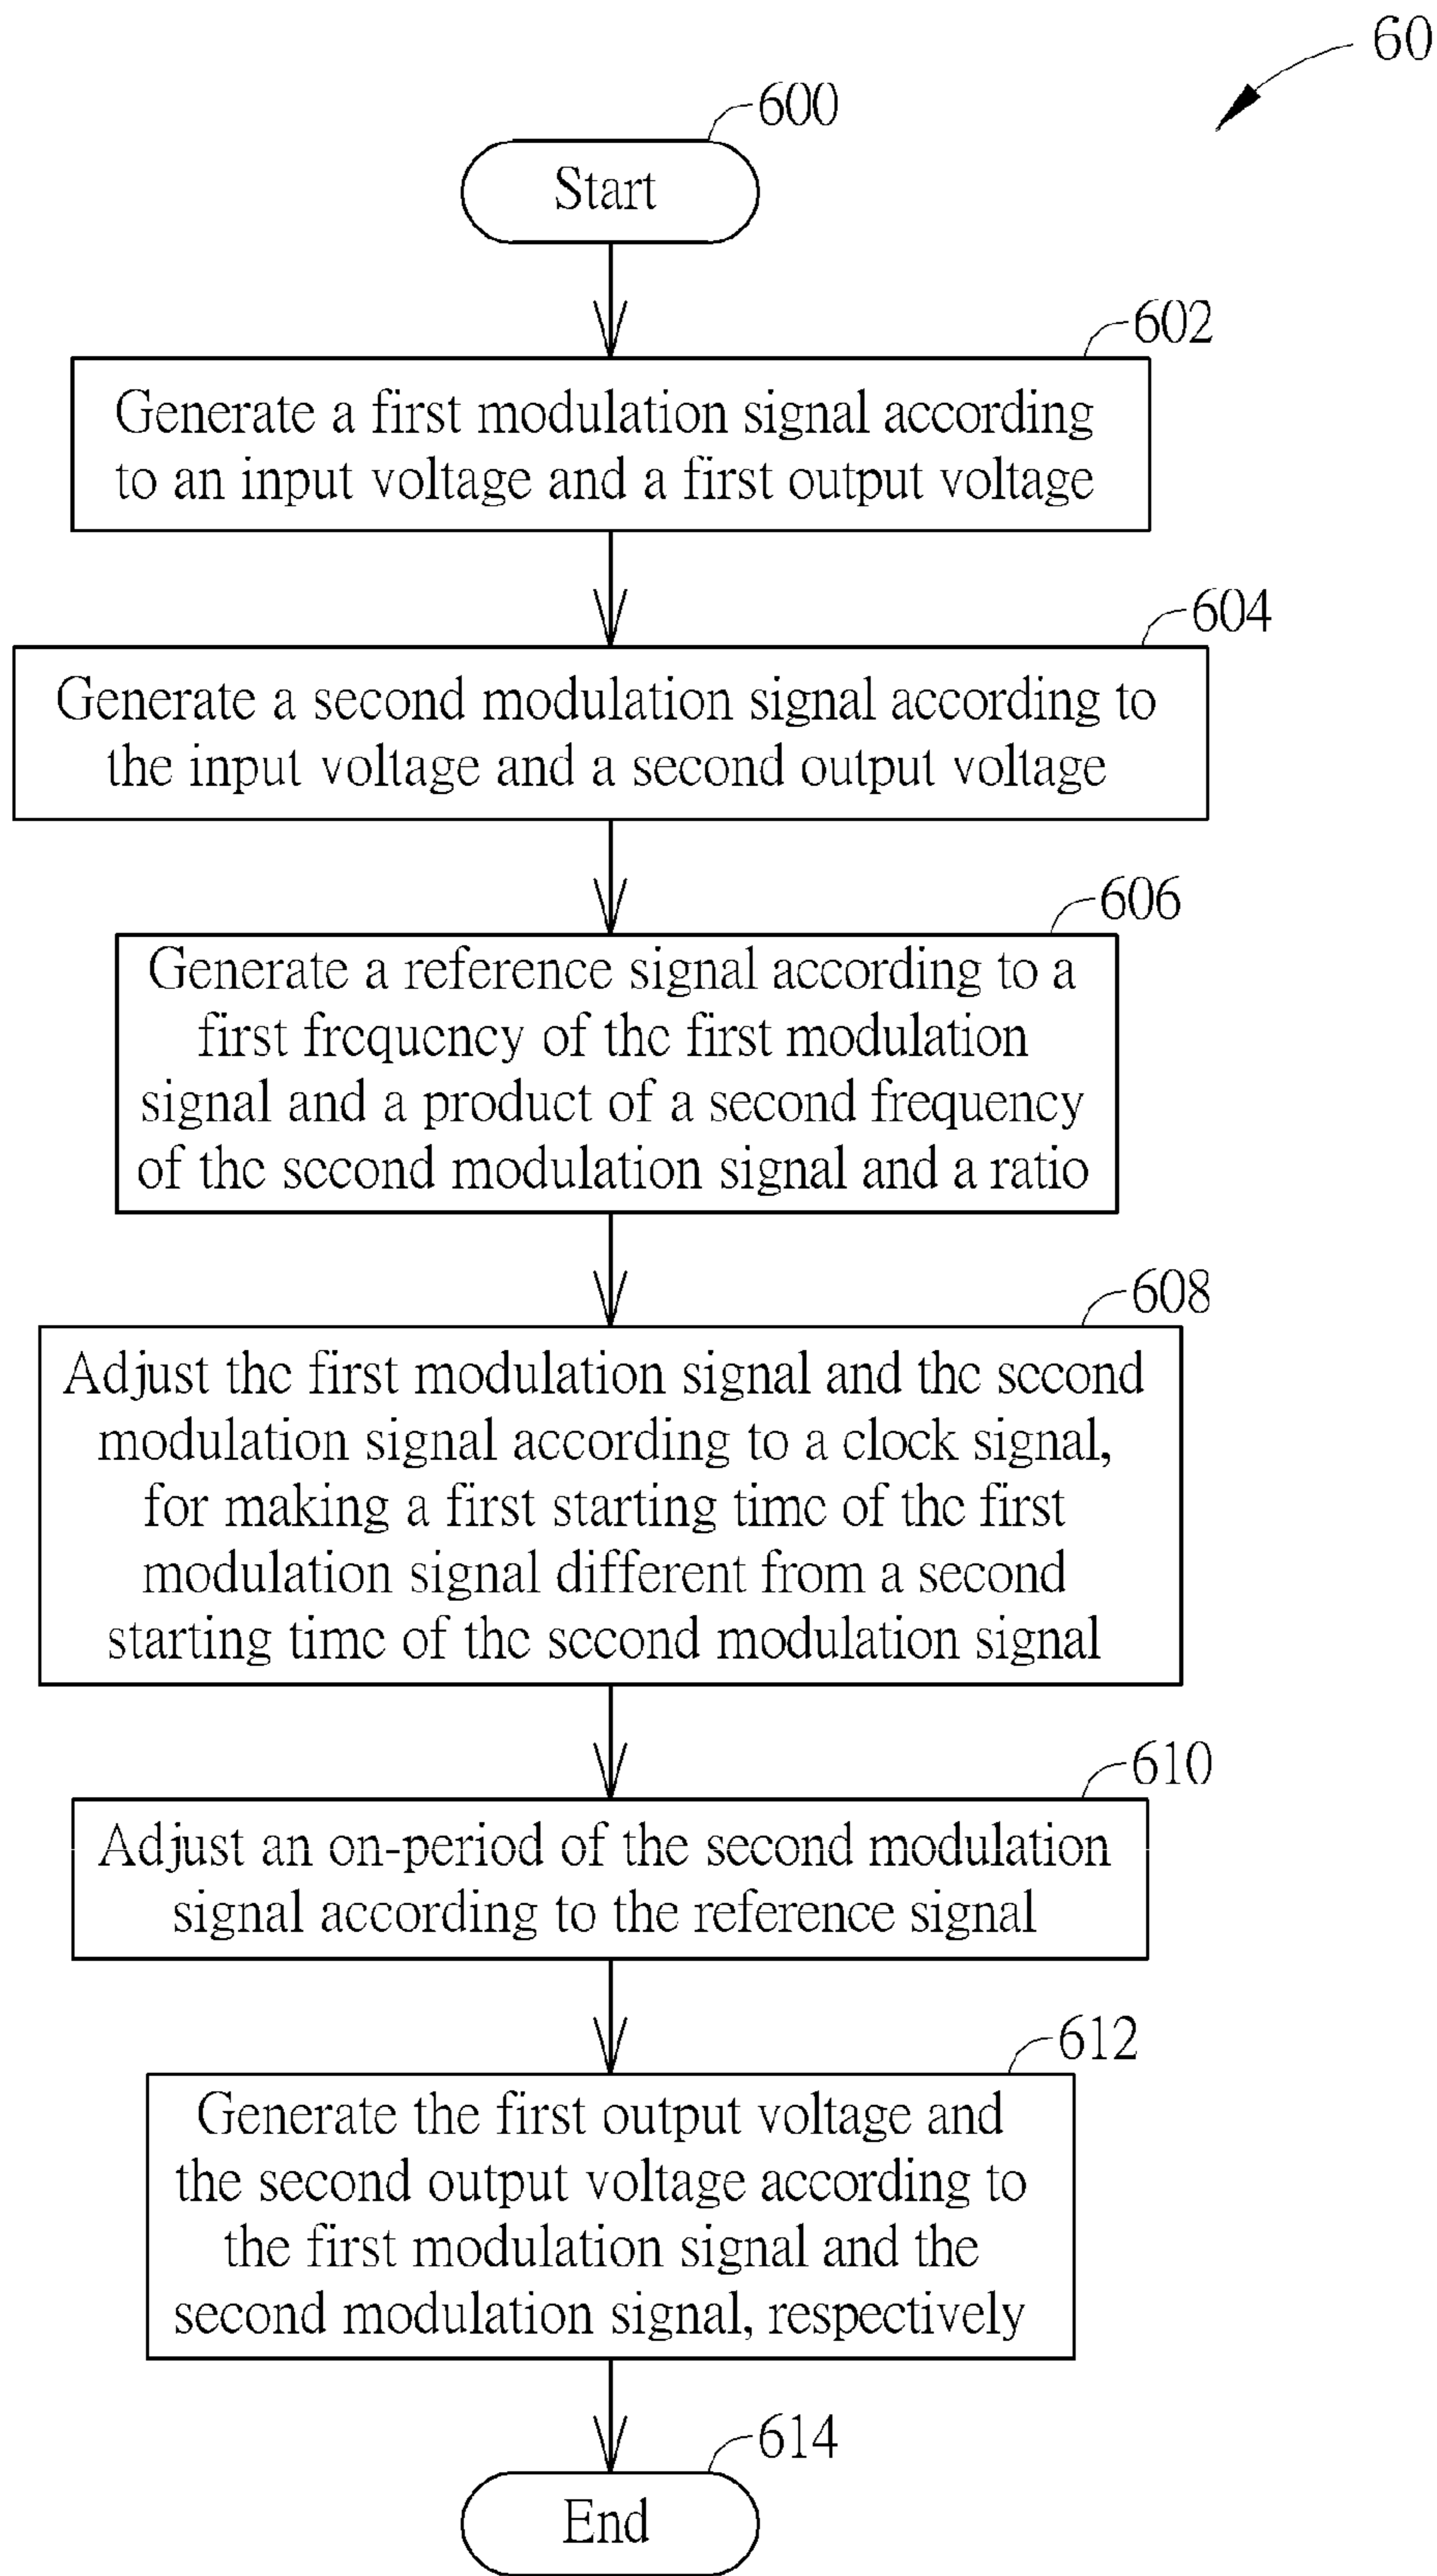 60
600
Start
602
Generate a first modulation signal according
to an input voltage and a first output voltage
604
Generate a second modulation signal according to
the input voltage and a second output voltage
606
Generate a reference signal according to a
first frequency of the first modulation
signal and a product of a second frequency
of the second modulation signal and a ratio
608
Adjust the first modulation signal and the second
modulation signal according to a clock signal,
for making a first starting time of the first
modulation signal different from a second
starting time of the second modulation signal
610
Adjust an on-period of the second modulation
signal according to the reference signal
612
Generate the first output voltage and
the second output voltage according to
the first modulation signal and the
second modulation signal, respectively
614
End